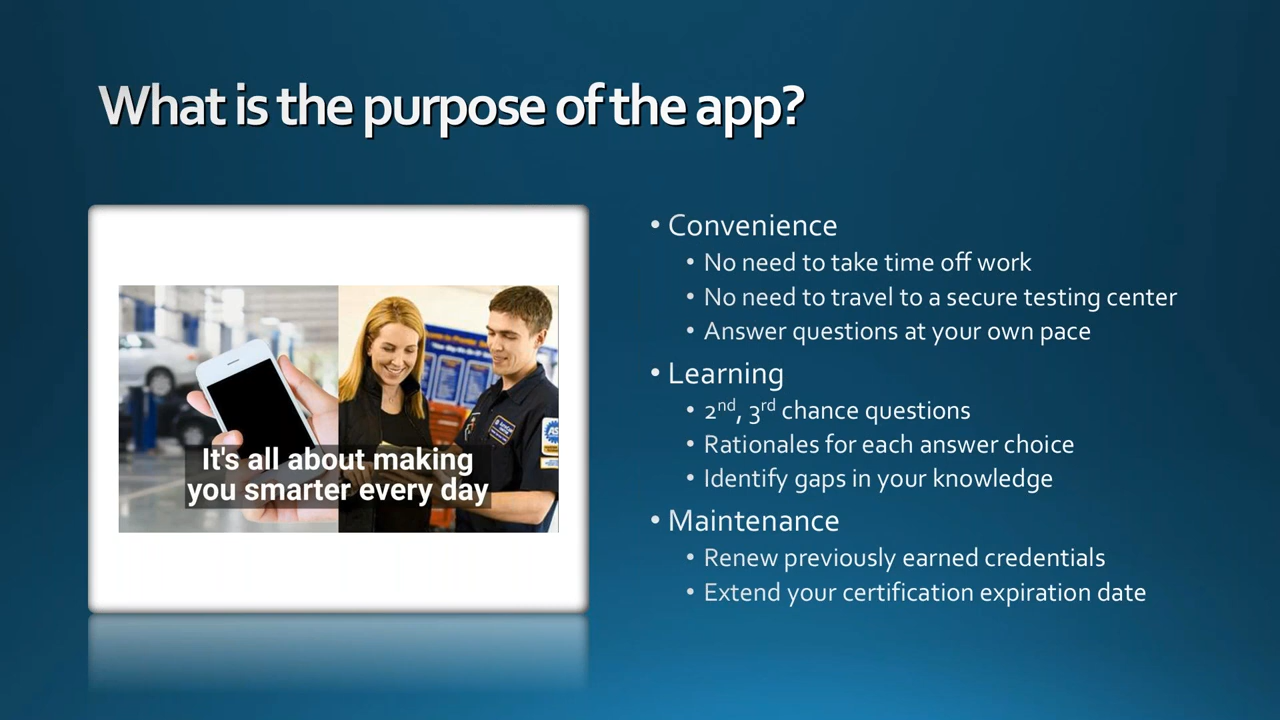 What is the purpose of the app?
It's all about making
you smarter every day
• Convenience
• No need to take time off work
• No need to travel to a secure testing center
• Answer questions at your own pace
• Learning
• 2nd, 3rd chance questions
• Rationales for each answer choice
• Identify gaps in your knowledge
• Maintenance
• Renew previously earned credentials
• Extend your certification expiration date